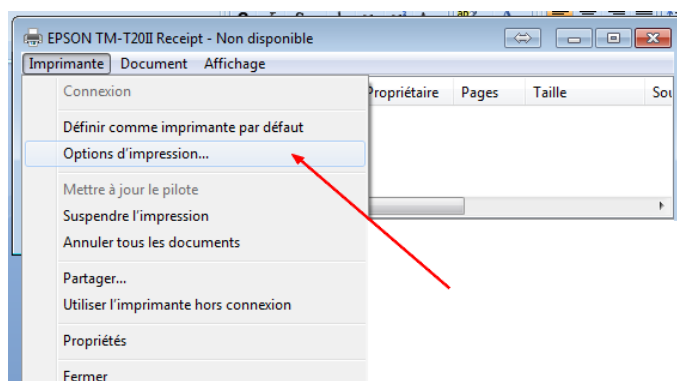 EPSON TM-T20II Receipt - Non disponible
Imprimante Document Affichage
Connexion
Propriétaire Pages Taille Sou
Définir comme imprimante par défaut
Options d'impression...
Mettre à jour le pilote
Suspendre l'impression
Annuler tous les documents
Partager...
Utiliser l'imprimante hors connexion
Propriétés
Fermer